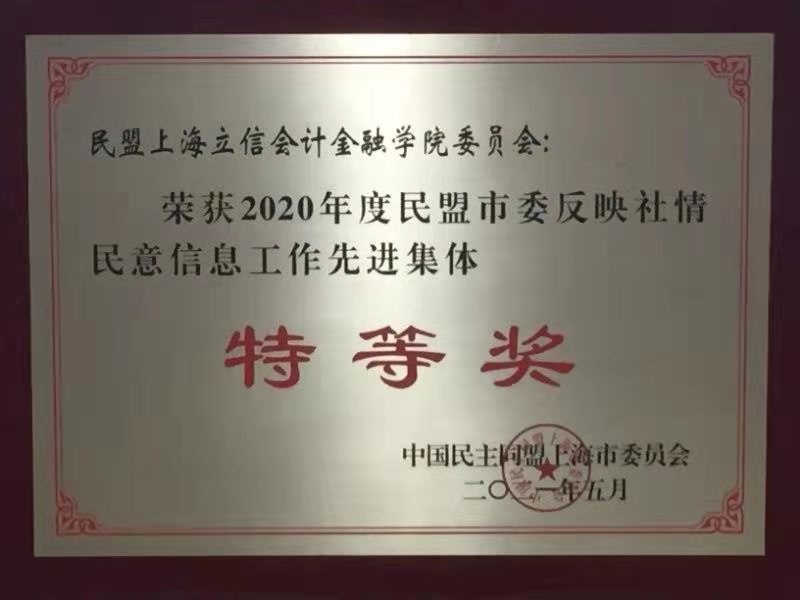 民盟上海立信会计金融学院委员会:
荣获2020年度民盟市委反映社情
民意信息工作先进集体
特等奖
中国民主同盟上海市委员会
二〇二一年五月